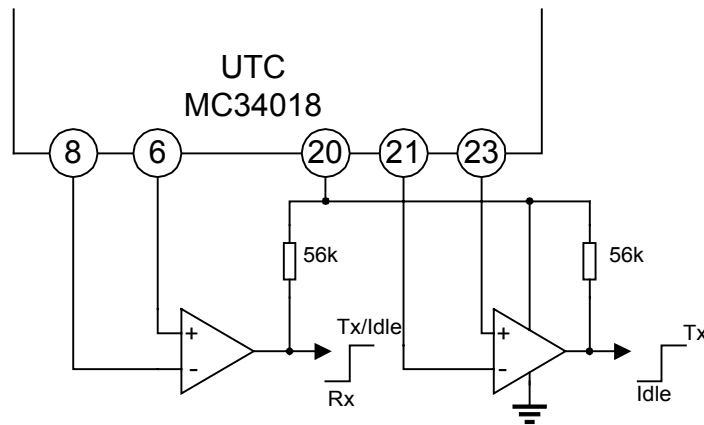 UTC
MC34018
8
6
20
21
23
56k
56k
+
-
Tx/Idle
Rx
+
-
Tx
Idle